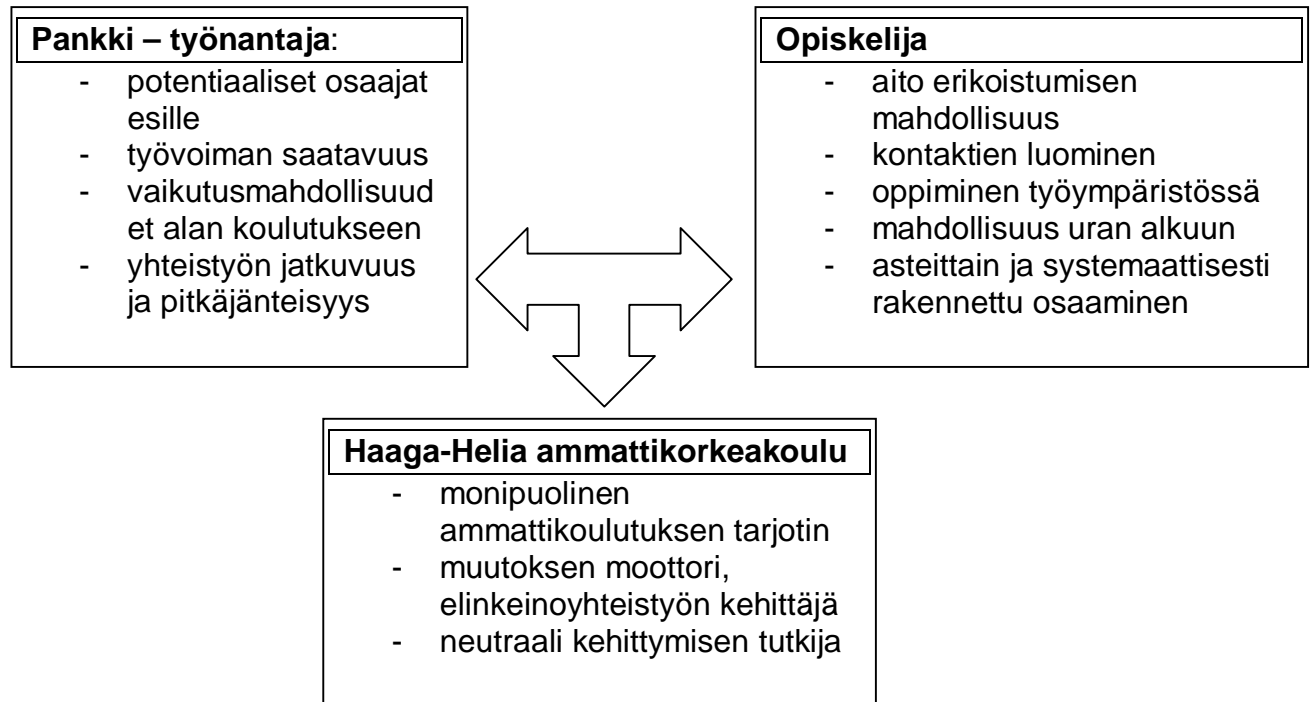 Pankki – työnantaja:
- potentiaaliset osaajat
esille
- työvoiman saatavuus
- vaikutusmahdollisuud
et alan koulutukseen
- yhteistyön jatkuvuus
ja pitkäjänteisyys
Opiskelija
- aito erikoistumisen
mahdollisuus
- kontaktien luominen
- oppiminen työympäristössä
- mahdollisuus uran alkuun
- asteittain ja systemaattisesti
rakennettu osaaminen
Haaga-Helia ammattikorkeakoulu
- monipuolinen
ammattikoulutuksen tarjotin
- muutoksen moottori,
elinkeinoyhteistyön kehittäjä
- neutraali kehittymisen tutkija